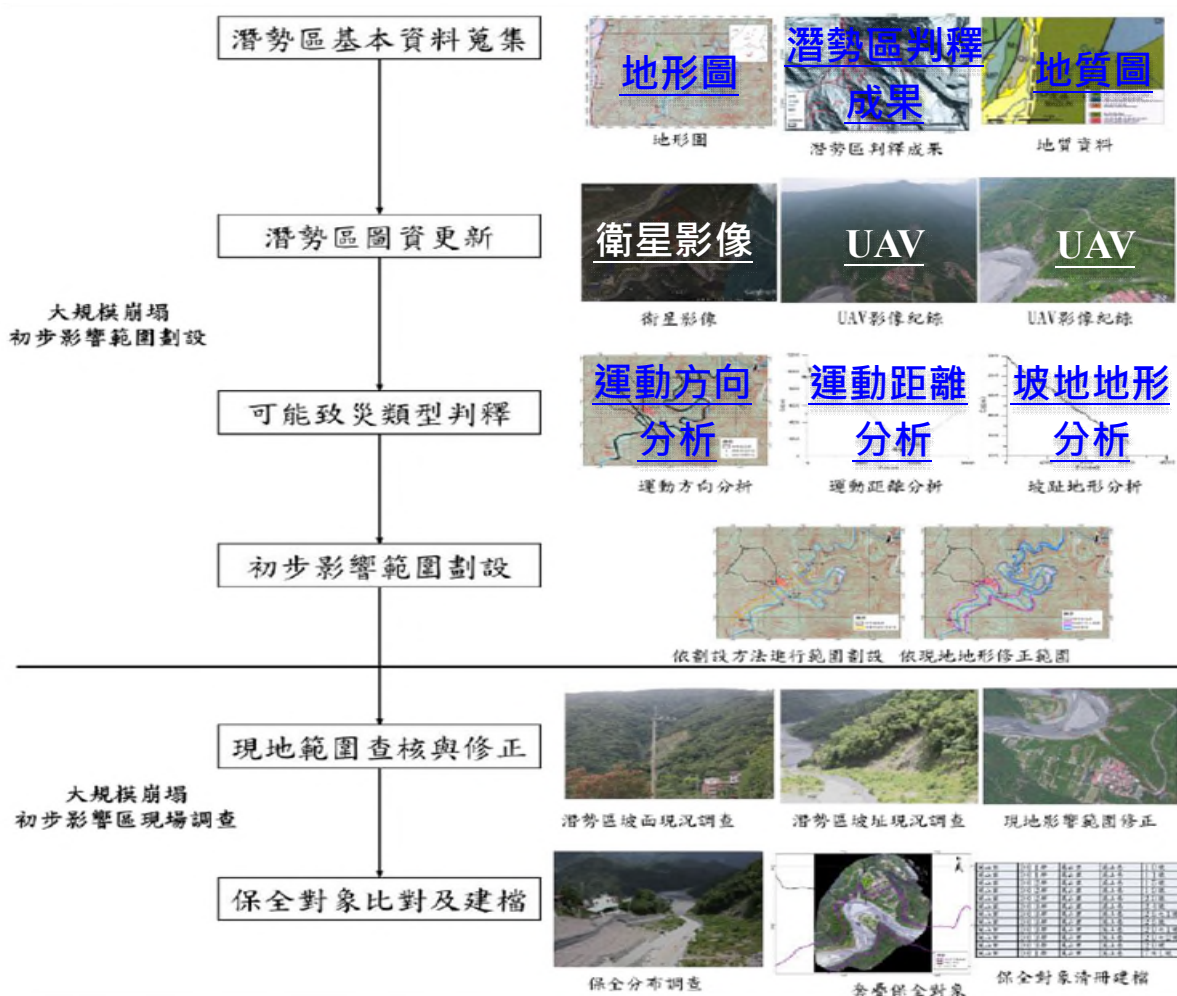 潛勢區基本資料蒐集
地形圖
潛勢區判釋
成果
地質圖
地形圖
潛勢區判釋成果
地質資料
潛勢區圖資更新
衛星影像
UAV
UAV
衛星影像
UAV影像紀錄
UAV影像紀錄
大規模崩塌
初步影響範圍劃設
可能致災類型判釋
運動方向
分析
運動距離
分析
坡地地形
分析
運動方向分析
運動距離分析
坡趾地形分析
初步影響範圍劃設
依劃設方法進行範圍劃設
依現地地形修正範圍
現地範圍查核與修正
潛勢區坡面現況調查
潛勢區坡址現況調查
現地影響範圍修正
大規模崩塌
初步影響區現場調查
保全對象比對及建檔
保全分布調查
套疊保全對象
保全對象清冊建檔